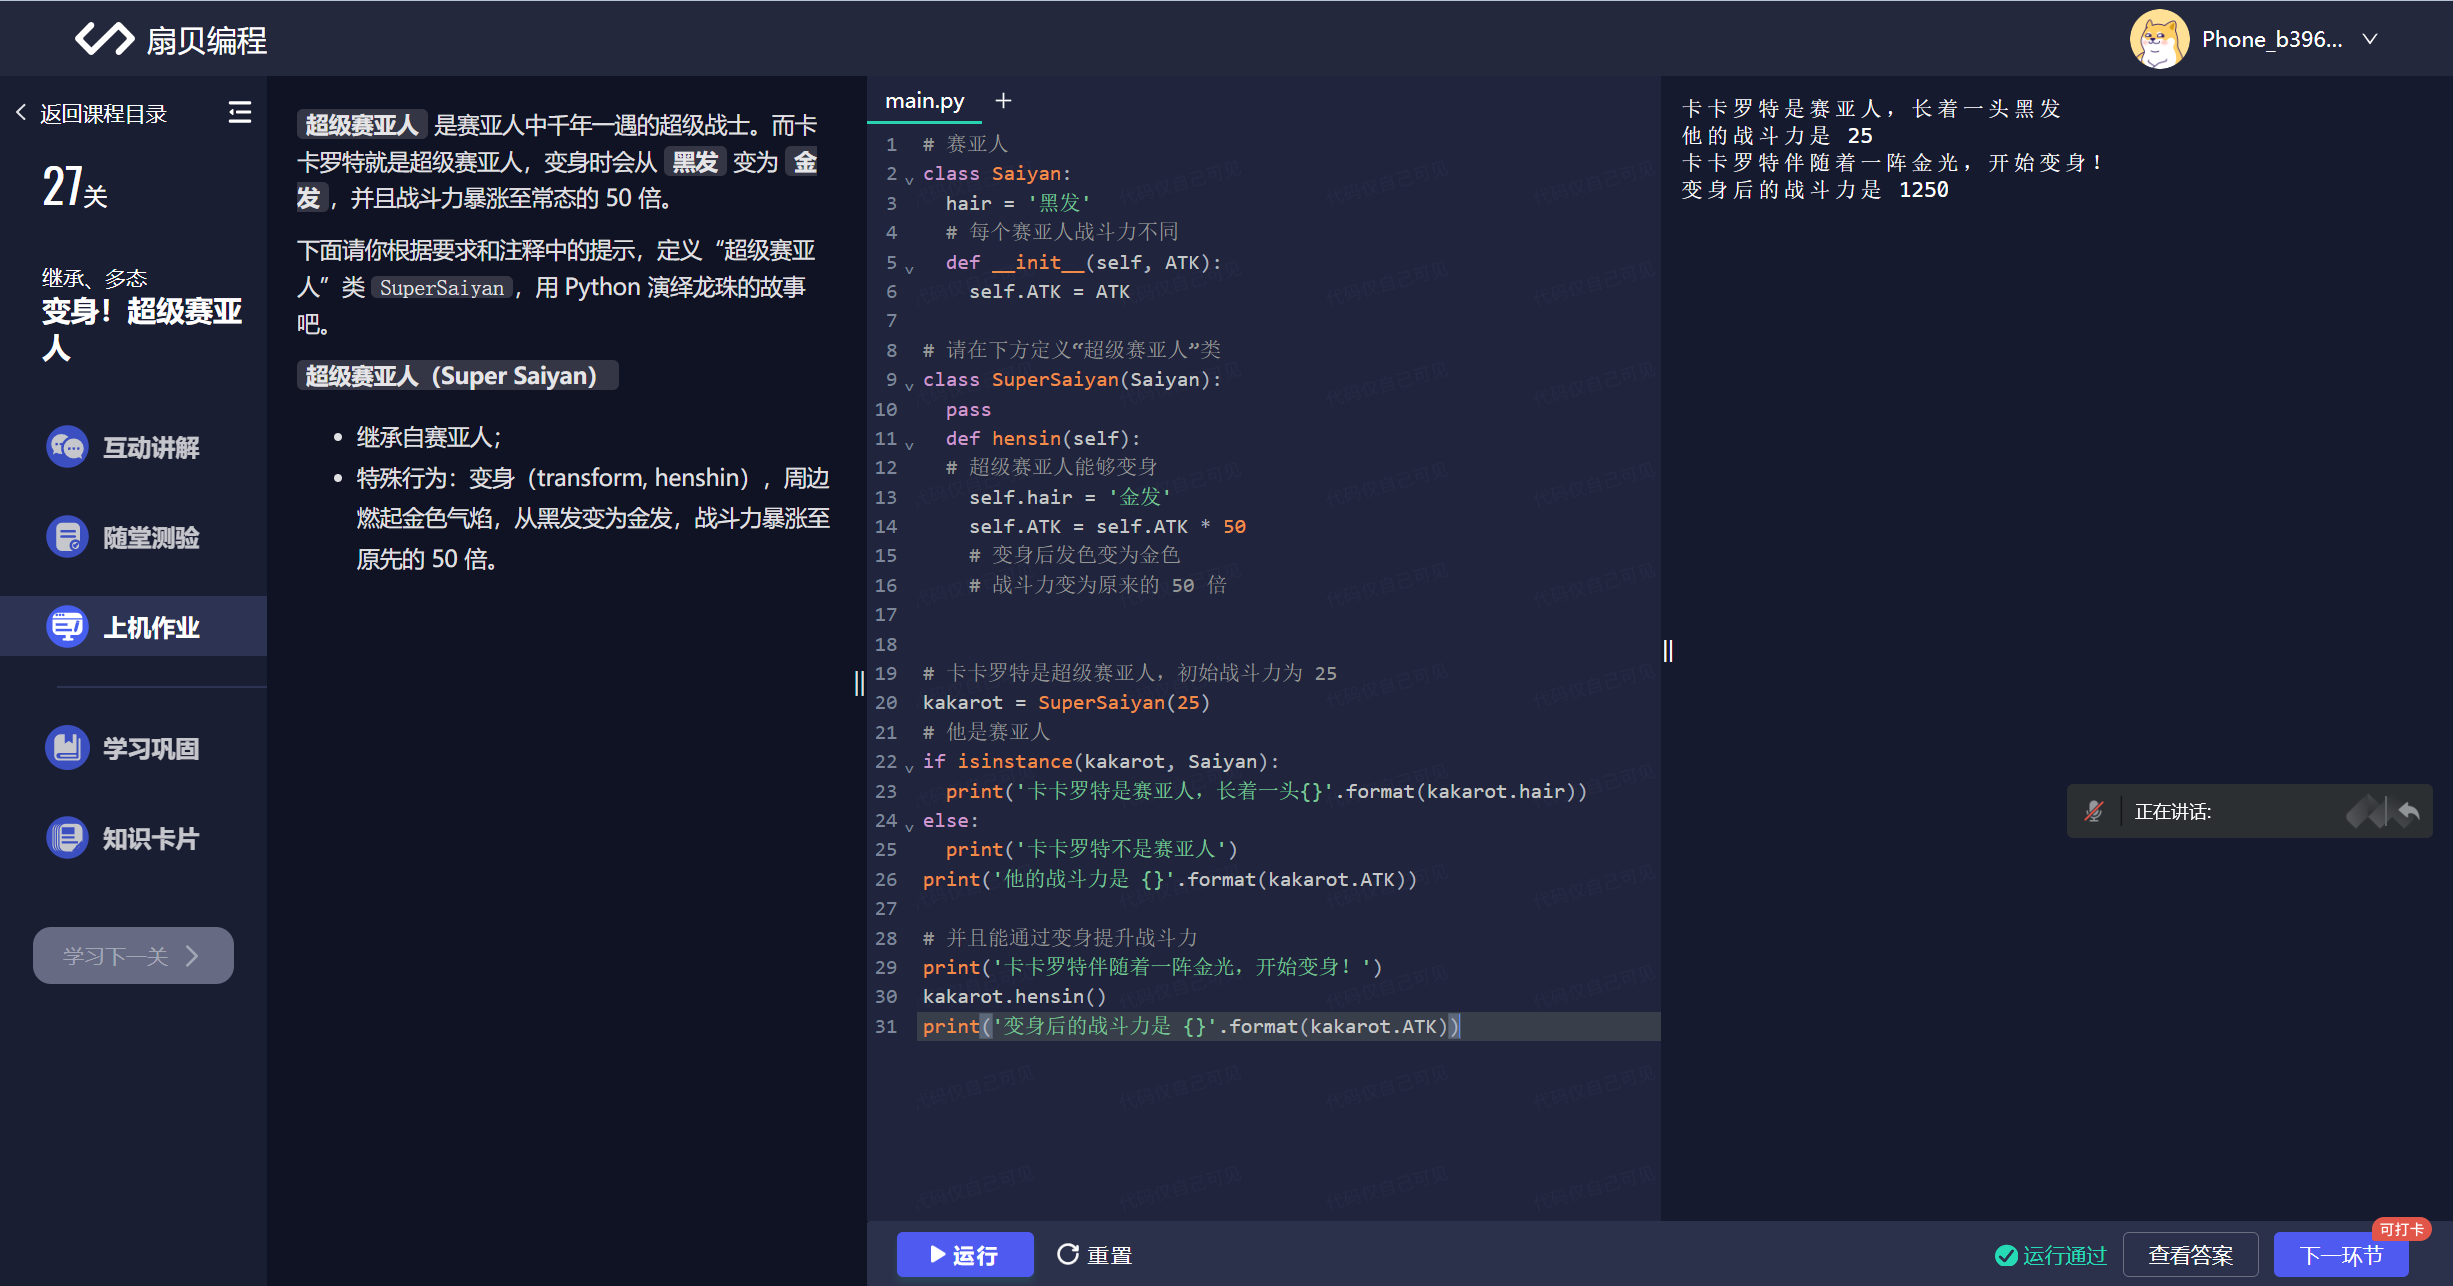 扇贝编程
Phone_b396...
返回课程目录
27关
继承、多态
变身！超级赛亚
人
互动讲解
随堂测验
上机作业
学习巩固
知识卡片
学习下一关
超级赛亚人 是赛亚人中千年一遇的超级战士。而卡
卡罗特就是超级赛亚人，变身时会从 黑发 变为 金
发，并且战斗力暴涨至常态的 50 倍。
下面请你根据要求和注释中的提示，定义“超级赛亚
人”类 SuperSaiyan，用 Python 演绎龙珠的故事
吧。
超级赛亚人（Super Saiyan）
• 继承自赛亚人；
• 特殊行为：变身（transform, henshin），周边
燃起金色气焰，从黑发变为金发，战斗力暴涨至
原先的 50 倍。
main.py +
1 # 赛亚人
2 class Saiyan:
3   hair = '黑发'
4   # 每个赛亚人战斗力不同
5   def __init__(self, ATK):
6     self.ATK = ATK
7
8 # 请在下方定义“超级赛亚人”类
9 class SuperSaiyan(Saiyan):
10   pass
11   def hensin(self):
12   # 超级赛亚人能够变身
13     self.hair = '金发'
14     self.ATK = self.ATK * 50
15     # 变身后发色变为金色
16     # 战斗力变为原来的 50 倍
17
18
19 # 卡卡罗特是超级赛亚人，初始战斗力为 25
20 kakarot = SuperSaiyan(25)
21 # 他是赛亚人
22 if isinstance(kakarot, Saiyan):
23   print('卡卡罗特是赛亚人，长着一头{}'.format(kakarot.hair))
24 else:
25   print('卡卡罗特不是赛亚人')
26 print('他的战斗力是 {}'.format(kakarot.ATK))
27
28 # 并且能通过变身提升战斗力
29 print('卡卡罗特伴随着一阵金光，开始变身！')
30 kakarot.hensin()
31 print('变身后的战斗力是 {}'.format(kakarot.ATK))
代码仅自己可见
运行
重置
卡卡罗特是赛亚人，长着一头黑发
他的战斗力是 25
卡卡罗特伴随着一阵金光，开始变身！
变身后的战斗力是 1250
正在讲话:
运行通过
查看答案
下一环节
可打卡